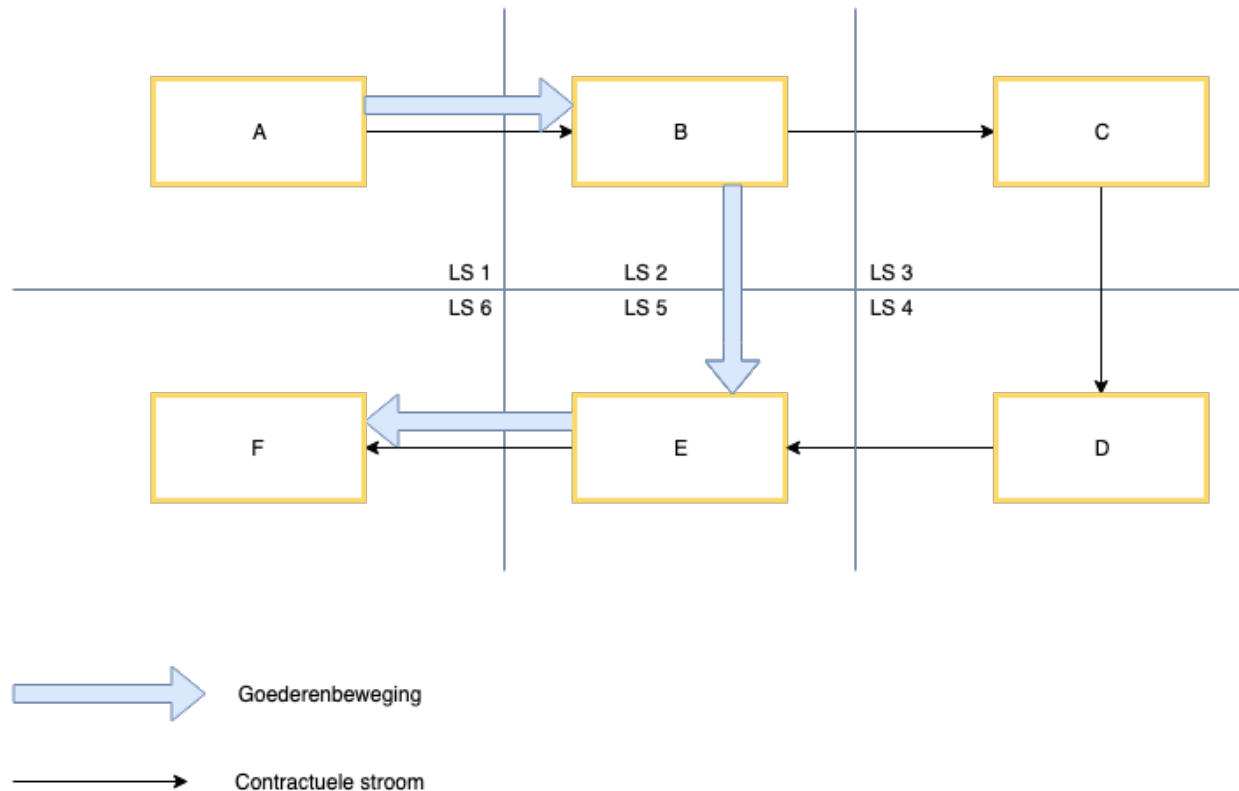 A
B
C
LS 1
LS 2
LS 3
LS 6
LS 5
LS 4
F
E
D
Goederenbeweging
Contractuele stroom